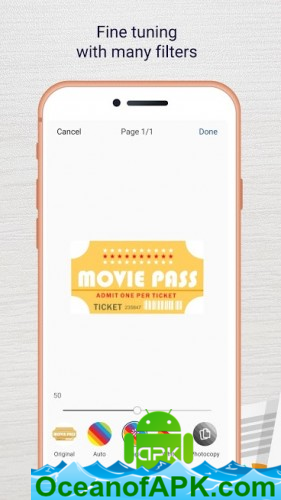 Fine tuning
with many filters
Cancel Page 1/1 Done
MOVIE PASS
ADMIT ONE PER TICKET
TICKET
50
Original Auto Photocopy
APK
OceanofAPK.com